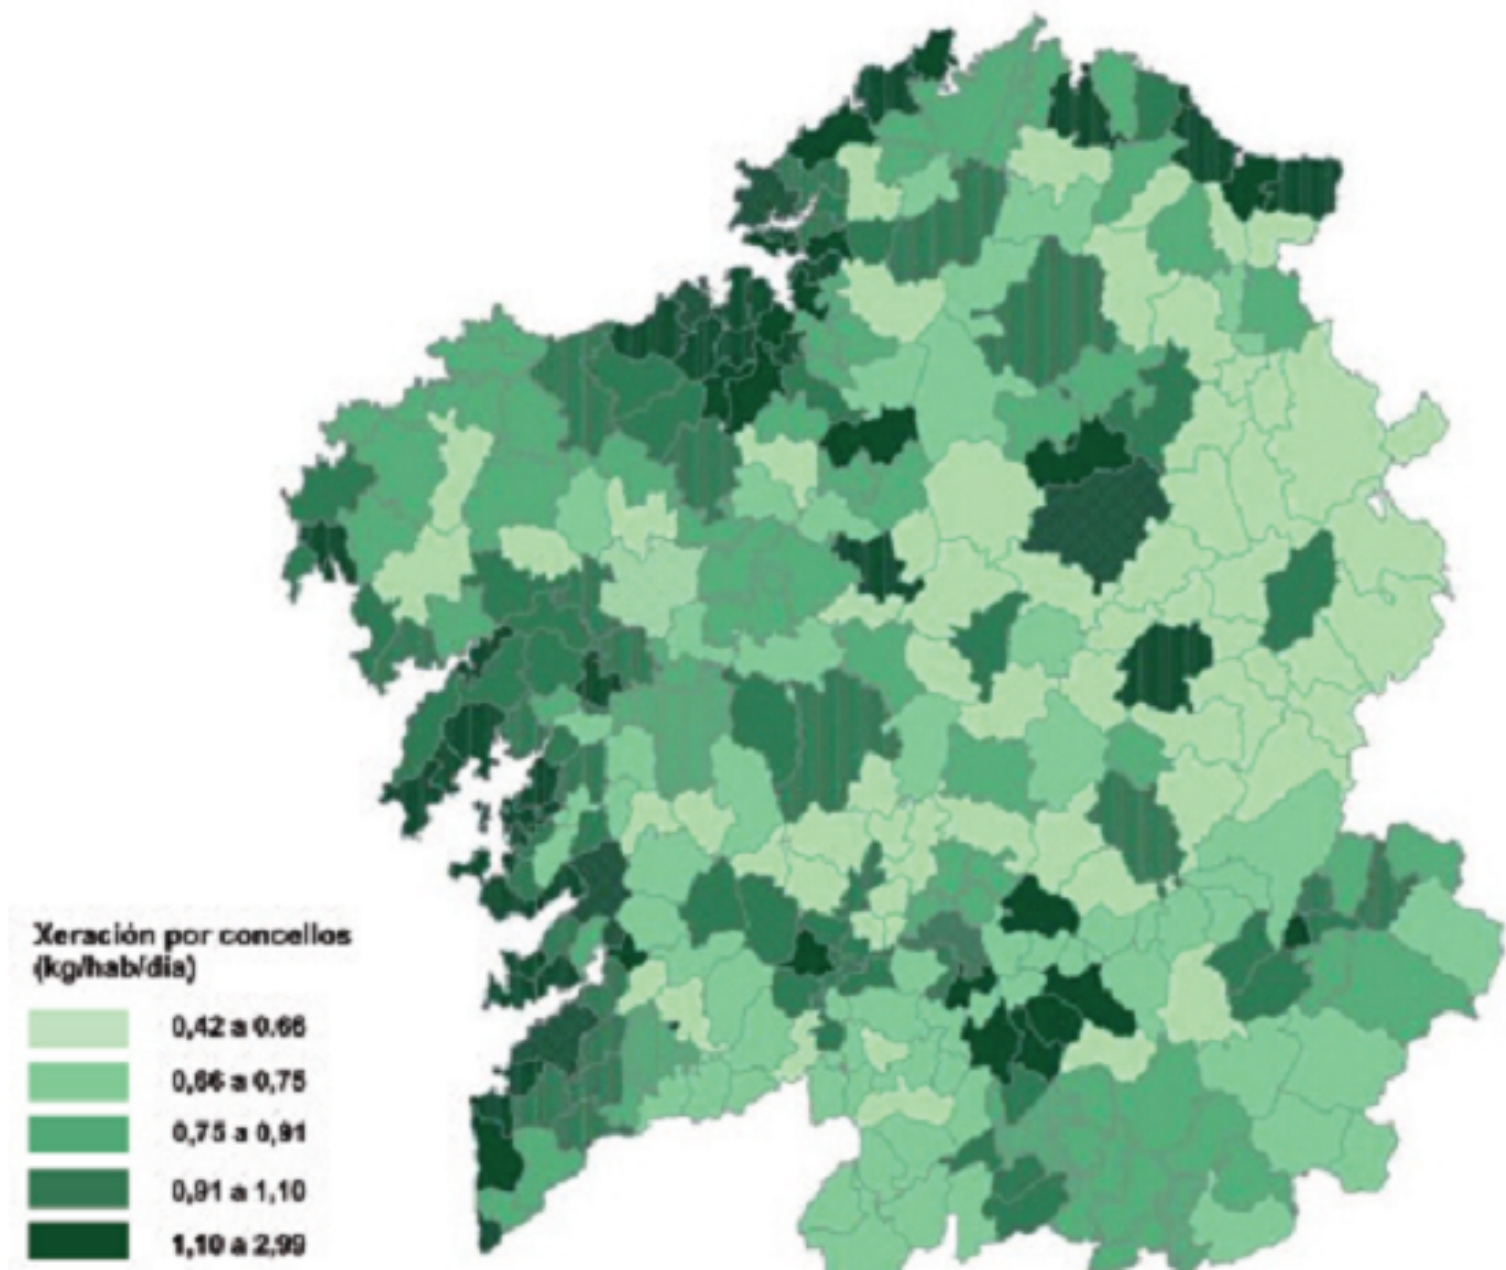 Xeración por concellos
(kg/hab/día)
0,42 a 0.66
0,66 a 0,75
0,75 a 0,91
0,91 a 1,10
1,10 a 2,99